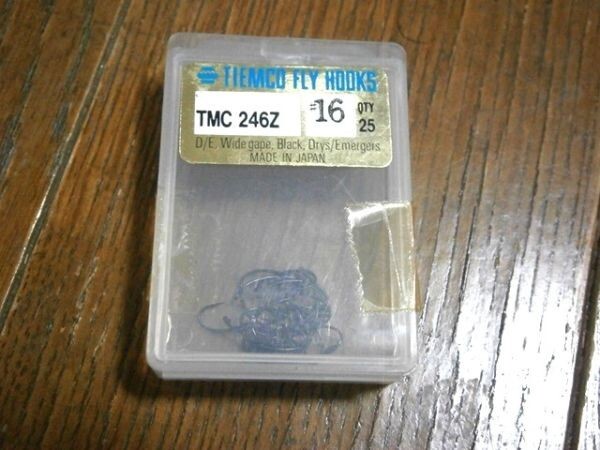 TIEMCO FLY HOOKS
TMC 246Z #16 QTY 25
D/E, Wide gape, Black, Drys/Emergers
MADE IN JAPAN